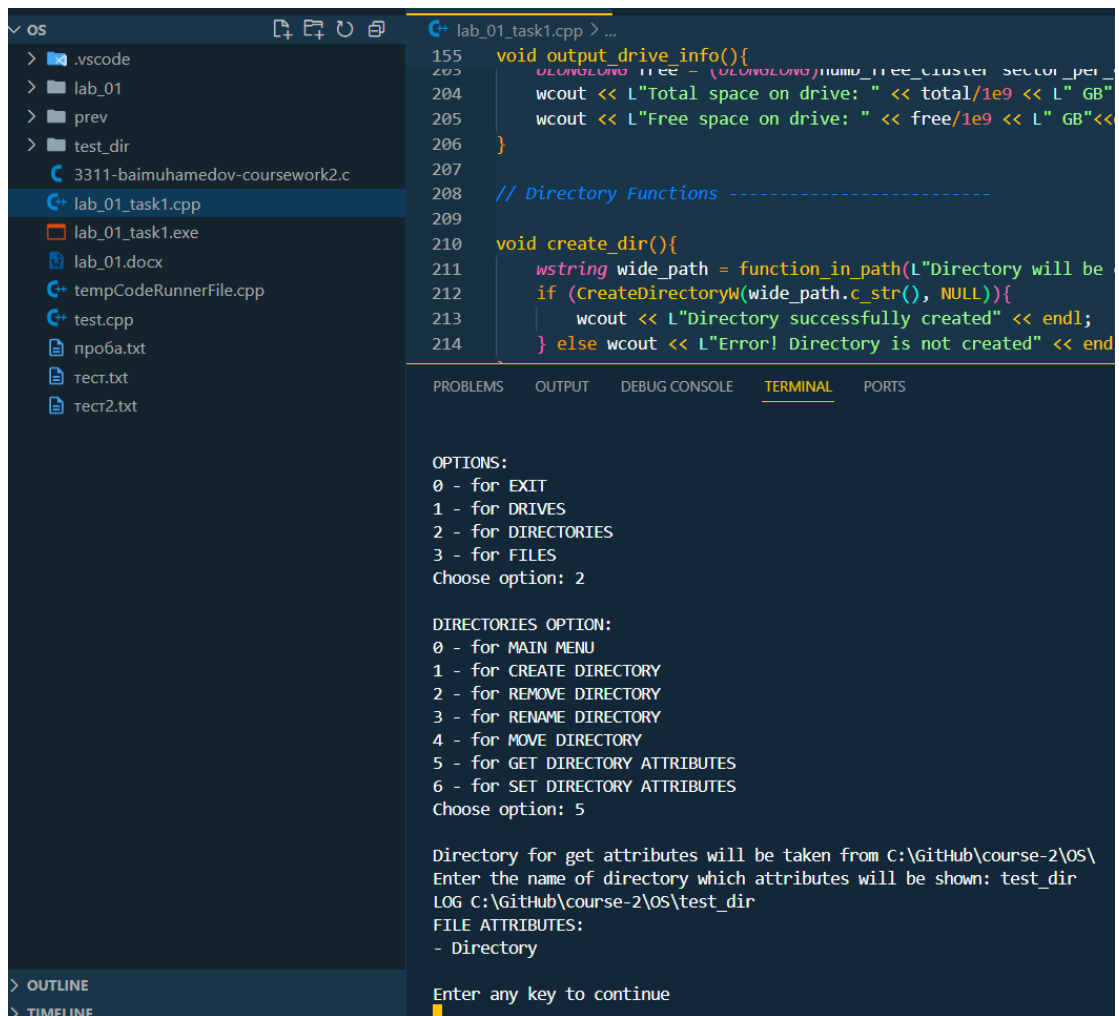 OS
.vscode
lab_01
prev
test_dir
3311-baimuhamedov-coursework2.c
lab_01_task1.cpp
lab_01_task1.exe
lab_01.docx
tempCodeRunnerFile.cpp
test.cpp
проба.txt
тест.txt
тест2.txt
OUTLINE
TIMELINE
lab_01_task1.cpp > ...
155 void output_drive_info(){
203 ULONGLONG free = (ULONGLONG)numb_free_cluster sector_per_
204 wcout << L"Total space on drive: " << total/1e9 << L" GB"
205 wcout << L"Free space on drive: " << free/1e9 << L" GB"<<
206 }
207
208 // Directory Functions --------------------------
209
210 void create_dir(){
211 wstring wide_path = function_in_path(L"Directory will be
212 if (CreateDirectoryW(wide_path.c_str(), NULL)){
213 wcout << L"Directory successfully created" << endl;
214 } else wcout << L"Error! Directory is not created" << end
PROBLEMS OUTPUT DEBUG CONSOLE TERMINAL PORTS
OPTIONS:
0 - for EXIT
1 - for DRIVES
2 - for DIRECTORIES
3 - for FILES
Choose option: 2
DIRECTORIES OPTION:
0 - for MAIN MENU
1 - for CREATE DIRECTORY
2 - for REMOVE DIRECTORY
3 - for RENAME DIRECTORY
4 - for MOVE DIRECTORY
5 - for GET DIRECTORY ATTRIBUTES
6 - for SET DIRECTORY ATTRIBUTES
Choose option: 5
Directory for get attributes will be taken from C:\GitHub\course-2\OS\
Enter the name of directory which attributes will be shown: test_dir
LOG C:\GitHub\course-2\OS\test_dir
FILE ATTRIBUTES:
- Directory
Enter any key to continue